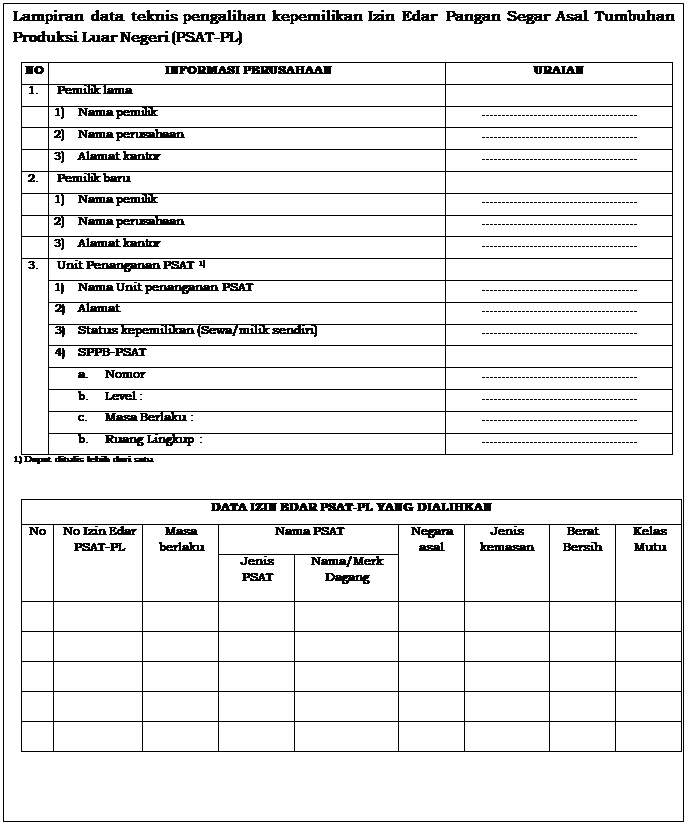 Lampiran data teknis pengalihan kepemilikan Izin Edar Pangan Segar Asal Tumbuhan
Produksi Luar Negeri (PSAT-PL)
NO INFORMASI PERUSAHAAN URAIAN
1. Pemilik lama
1) Nama pemilik ---------------------------------------
2) Nama perusahaan ---------------------------------------
3) Alamat kantor ---------------------------------------
2. Pemilik baru
1) Nama pemilik ---------------------------------------
2) Nama perusahaan ---------------------------------------
3) Alamat kantor ---------------------------------------
3. Unit Penanganan PSAT 1)
1) Nama Unit penanganan PSAT ---------------------------------------
2) Alamat ---------------------------------------
3) Status kepemilikan (Sewa/milik sendiri) ---------------------------------------
4) SPPB-PSAT
a. Nomor ---------------------------------------
b. Level : ---------------------------------------
c. Masa Berlaku : ---------------------------------------
b. Ruang Lingkup : ---------------------------------------
1) Dapat ditulis lebih dari satu
DATA IZIN EDAR PSAT-PL YANG DIALIHKAN
No No Izin Edar Masa Nama PSAT Negara Jenis Berat Kelas
PSAT-PL berlaku asal kemasan Bersih Mutu
Jenis Nama/Merk
PSAT Dagang